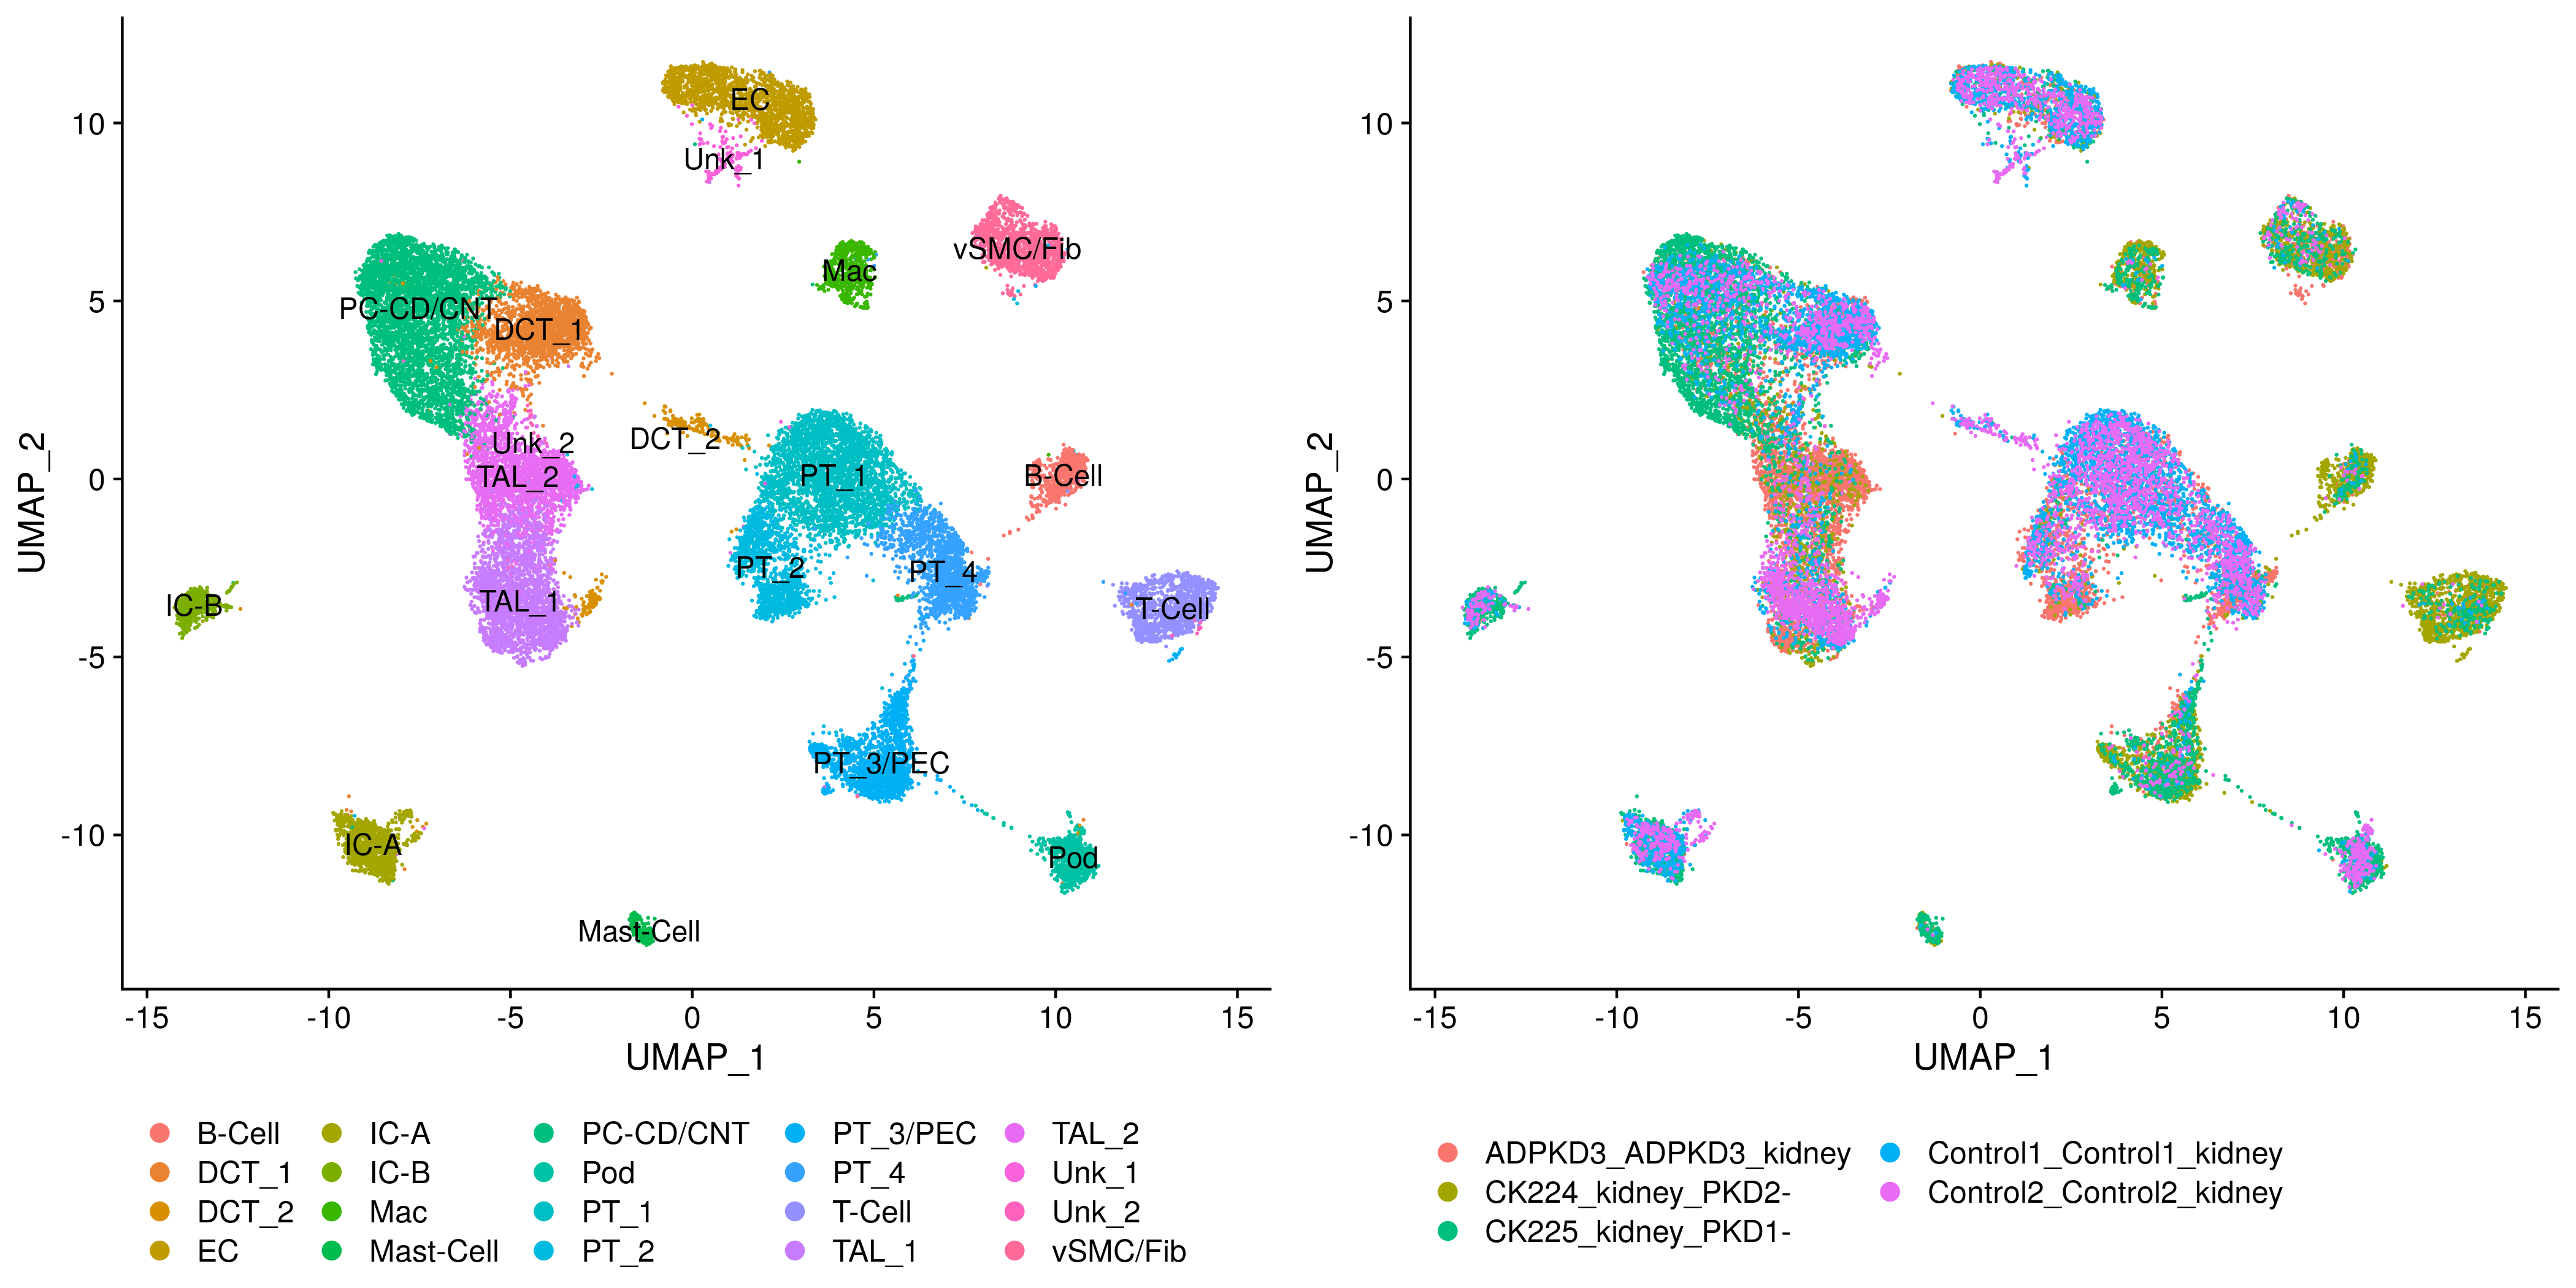 EC
Unk_1
vSMC/Fib
Mac
PC-CD/CNT
DCT_1
Unk_2
DCT_2
TAL_2
PT_1
B-Cell
PT_2
PT_4
TAL_1
IC-B
T-Cell
PT_3/PEC
IC-A
Pod
Mast-Cell
10
5
0
-5
-10
UMAP_2
-15 -10 -5 0 5 10 15
UMAP_1
B-Cell IC-A PC-CD/CNT PT_3/PEC TAL_2
DCT_1 IC-B Pod PT_4 Unk_1
DCT_2 Mac PT_1 T-Cell Unk_2
EC Mast-Cell PT_2 TAL_1 vSMC/Fib
10
5
0
-5
-10
UMAP_2
-15 -10 -5 0 5 10 15
UMAP_1
ADPKD3_ADPKD3_kidney Control1_Control1_kidney
CK224_kidney_PKD2- Control2_Control2_kidney
CK225_kidney_PKD1-